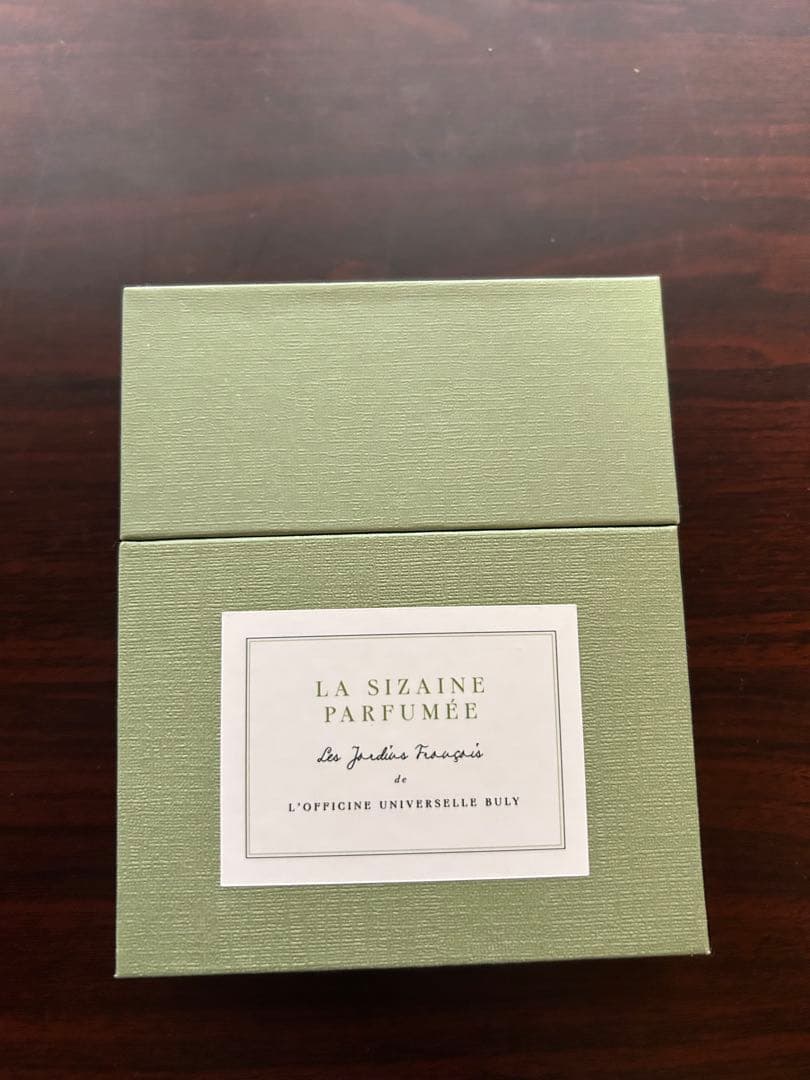 LA SIZAINE
PARFUMÉE
Les Jardins Français
de
L'OFFICINE UNIVERSELLE BULY